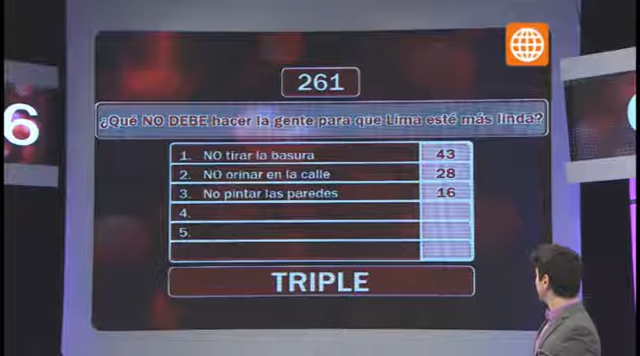 261
6
¿Qué NO DEBE hacer la gente para que Lima esté más linda?
1. NO tirar la basura 43
2. NO orinar en la calle 28
3. No pintar las paredes 16
4.
5.
TRIPLE